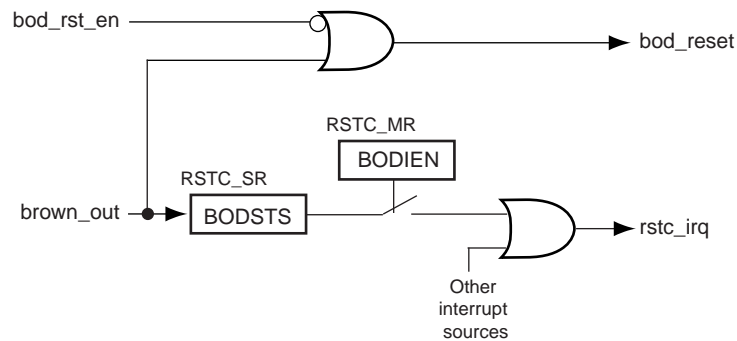 bod_rst_en
bod_reset
RSTC_MR
BODIEN
RSTC_SR
brown_out
BODSTS
rstc_irq
Other
interrupt
sources